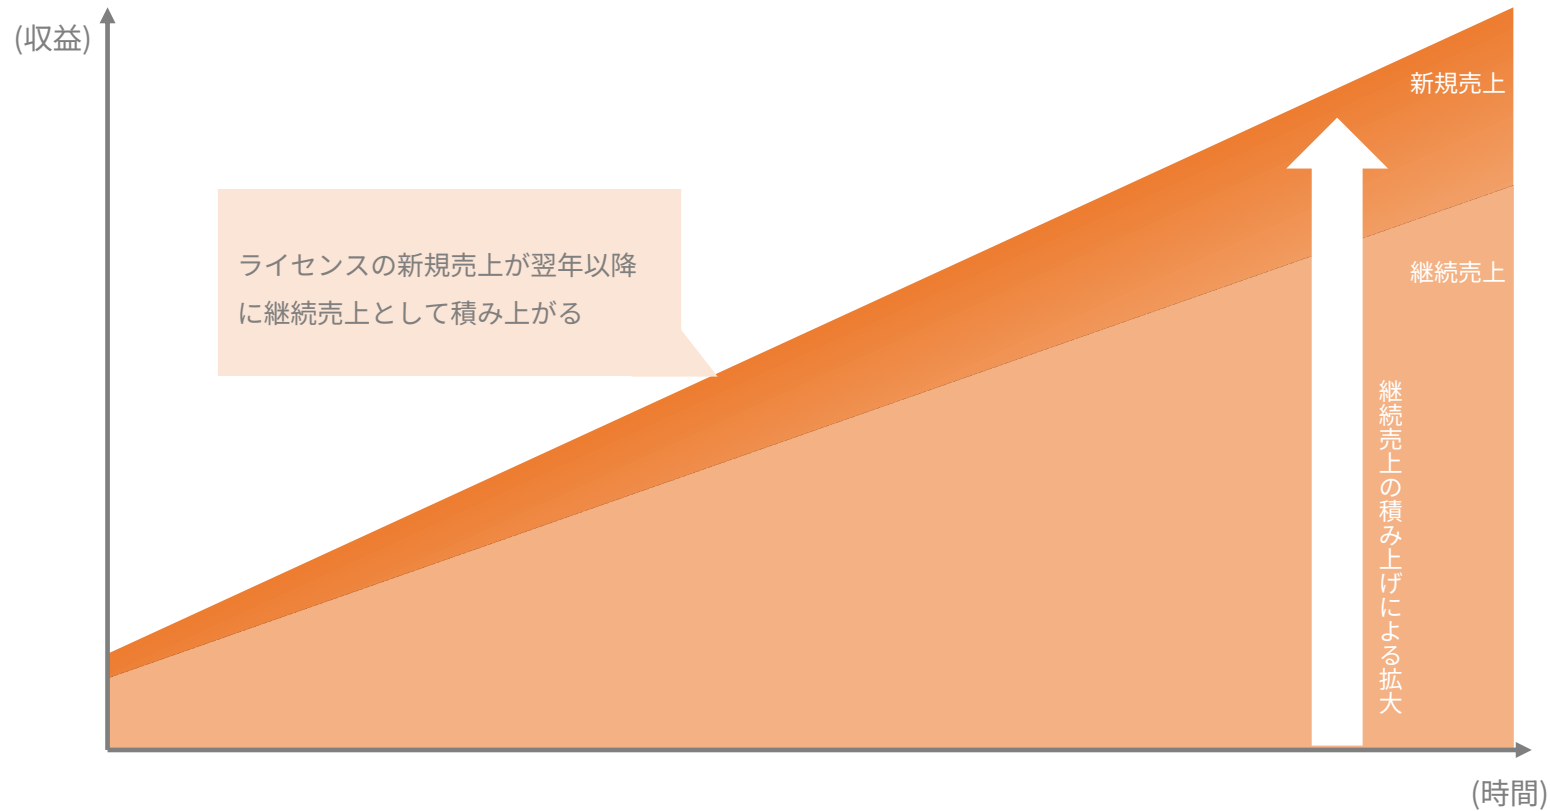 (収益)
新規売上
ライセンスの新規売上が翌年以降
に継続売上として積み上がる
継続売上
継続売上の積み上げによる拡大
(時間)